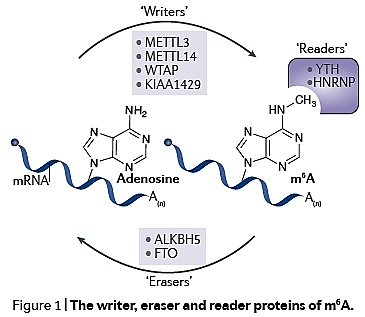 'Writers'
• METTL3
• METTL14
• WTAP
• KIAA1429
'Readers'
• YTH
•HNRNP
NH₂
N
N
N
N
Adenosine
mRNA
A(n)
CH₃
HN
N
N
N
N
m⁶A
A(n)
• ALKBH5
• FTO
'Erasers'
Figure 1 | The writer, eraser and reader proteins of m⁶A.